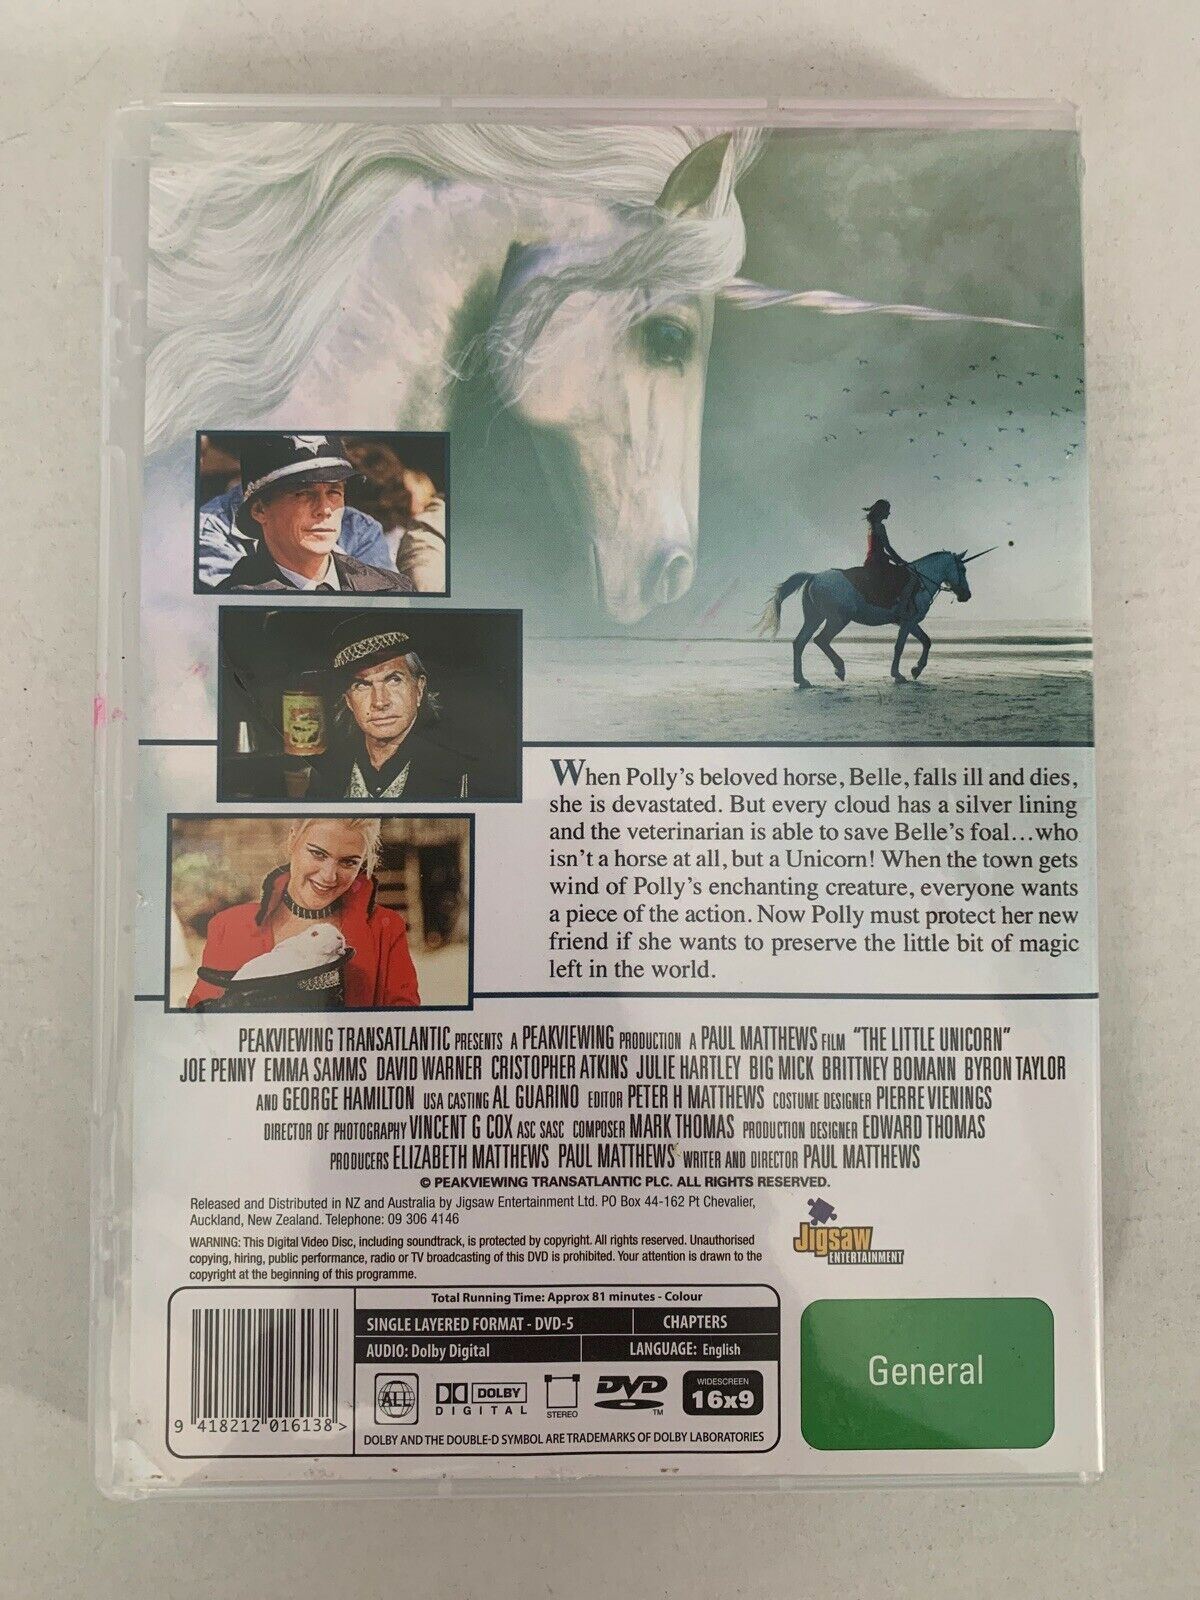 When Polly's beloved horse, Belle, falls ill and dies,
she is devastated. But every cloud has a silver lining
and the veterinarian is able to save Belle's foal...who
isn't a horse at all, but a Unicorn! When the town gets
wind of Polly's enchanting creature, everyone wants
a piece of the action. Now Polly must protect her new
friend if she wants to preserve the little bit of magic
left in the world.
PEAKVIEWING TRANSATLANTIC PRESENTS A PEAKVIEWING PRODUCTION A PAUL MATTHEWS FILM "THE LITTLE UNICORN"
JOE PENNY EMMA SAMMS DAVID WARNER CRISTOPHER ATKINS JULIE HARTLEY BIG MICK BRITTNEY BOMANN BYRON TAYLOR
AND GEORGE HAMILTON USA CASTING AL GUARINO EDITOR PETER H MATTHEWS COSTUME DESIGNER PIERRE VIENINGS
DIRECTOR OF PHOTOGRAPHY VINCENT G COX ASC SASC COMPOSER MARK THOMAS PRODUCTION DESIGNER EDWARD THOMAS
PRODUCERS ELIZABETH MATTHEWS PAUL MATTHEWS WRITER AND DIRECTOR PAUL MATTHEWS
© PEAKVIEWING TRANSATLANTIC PLC. ALL RIGHTS RESERVED.
Released and Distributed in NZ and Australia by Jigsaw Entertainment Ltd. PO Box 44-162 Pt Chevalier,
Auckland, New Zealand. Telephone: 09 306 4146
WARNING: This Digital Video Disc, including soundtrack, is protected by copyright. All rights reserved. Unauthorised
copying, hiring, public performance, radio or TV broadcasting of this DVD is prohibited. Your attention is drawn to the
copyright at the beginning of this programme.
Jigsaw
ENTERTAINMENT
Total Running Time: Approx 81 minutes - Colour
SINGLE LAYERED FORMAT - DVD-5 CHAPTERS
AUDIO: Dolby Digital LANGUAGE: English
ALL
DOLBY
DIGITAL
STEREO
DVD
TM
WIDESCREEN
16x9
9 418212 016138 >
DOLBY AND THE DOUBLE-D SYMBOL ARE TRADEMARKS OF DOLBY LABORATORIES
General